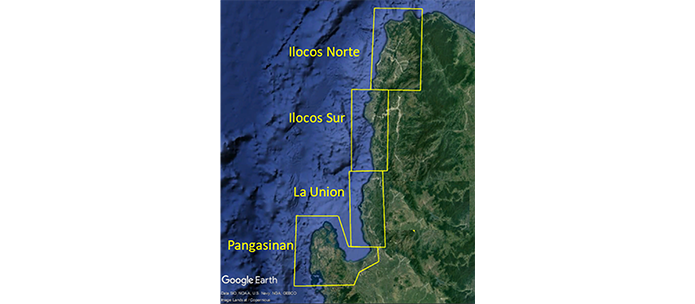 Ilocos Norte
Ilocos Sur
La Union
Pangasinan
Google Earth
Data SIO, NOAA, U.S. Navy, NGA, GEBCO
Image Landsat / Copernicus